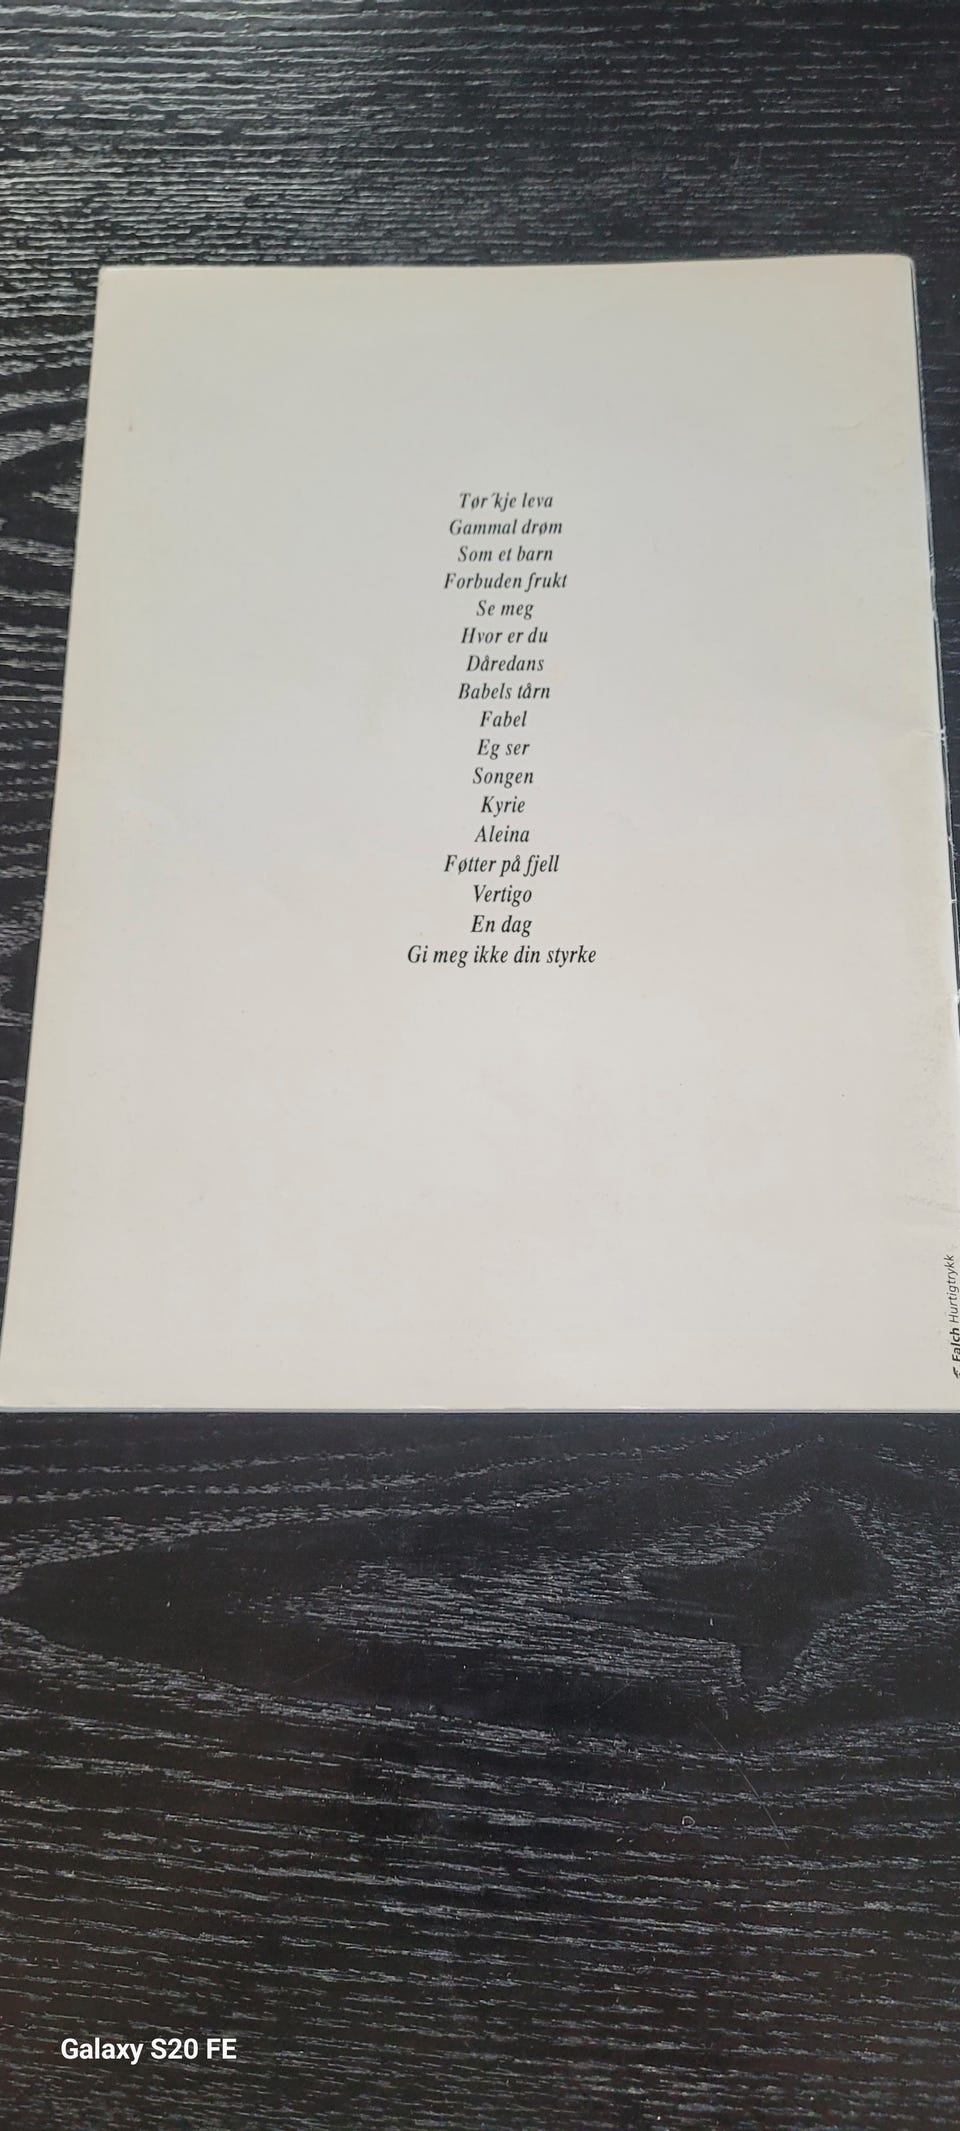 Tør´kje leva
Gammal drøm
Som et barn
Forbuden frukt
Se meg
Hvor er du
Dåredans
Babels tårn
Fabel
Eg ser
Songen
Kyrie
Aleina
Føtter på fjell
Vertigo
En dag
Gi meg ikke din styrke
Falch Hurtigtrykk
Galaxy S20 FE